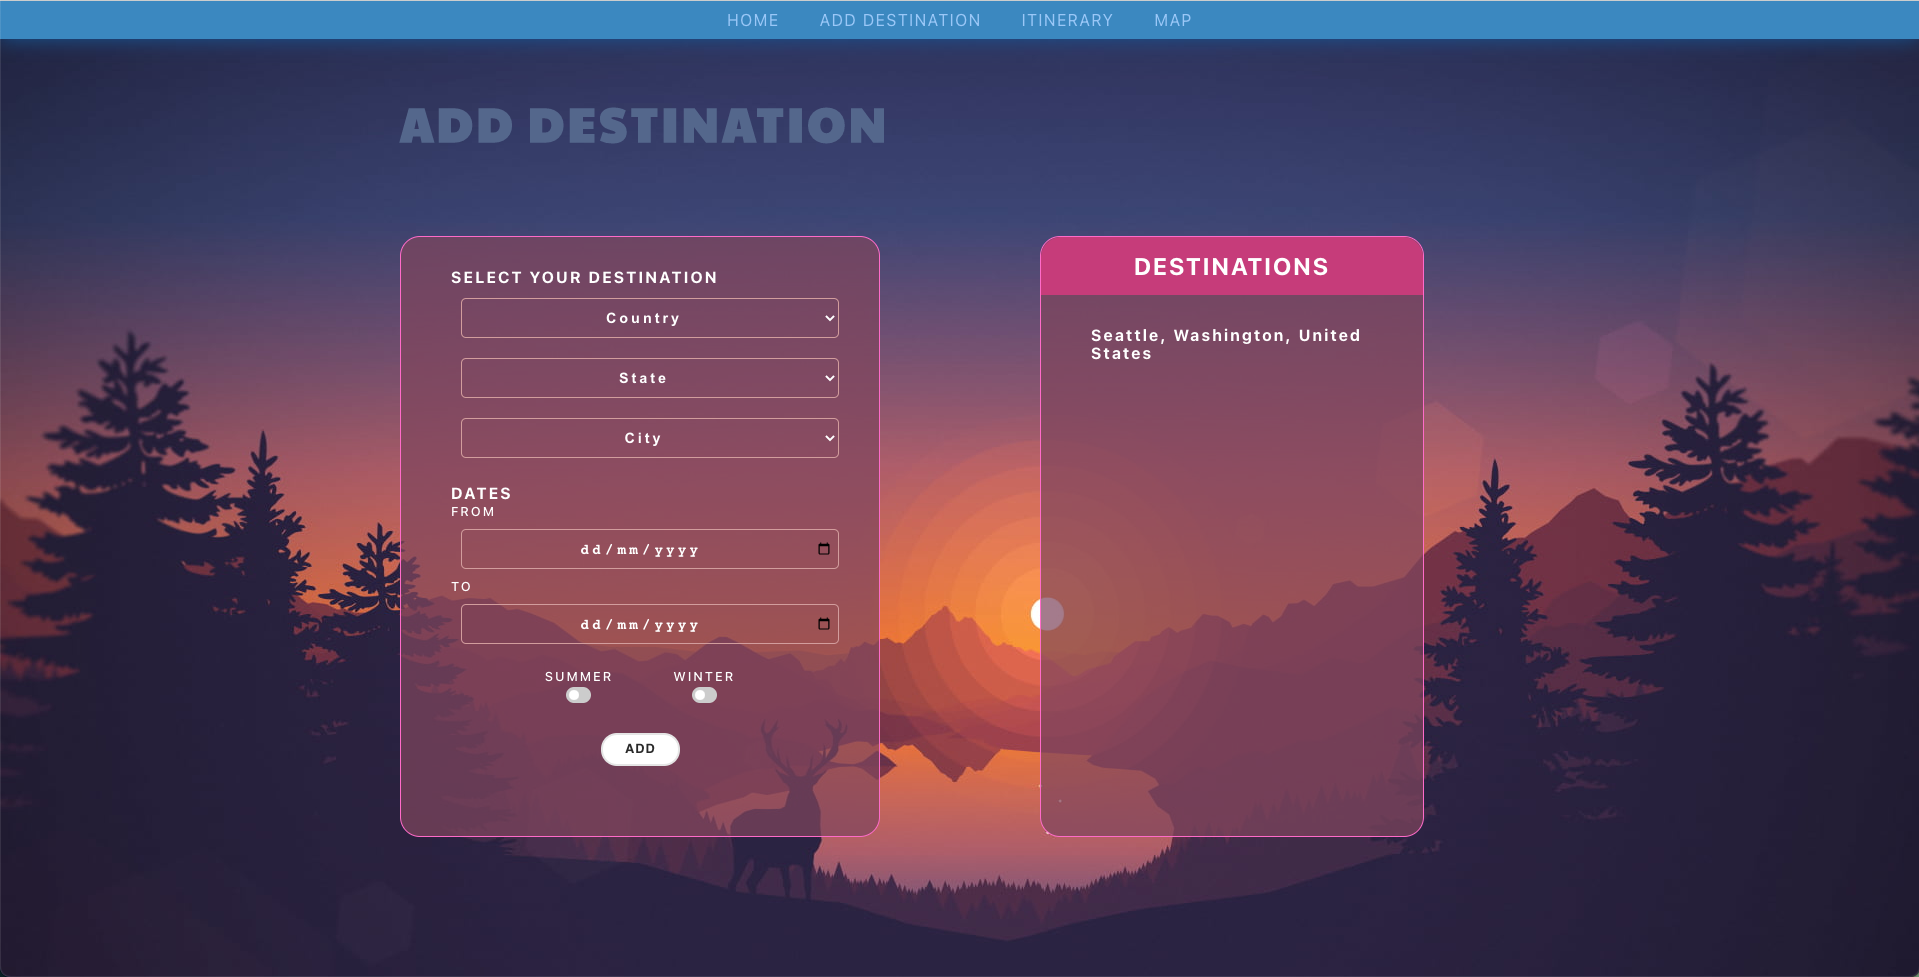 HOME ADD DESTINATION ITINERARY MAP
ADD DESTINATION
SELECT YOUR DESTINATION
Country
State
City
DATES
FROM
dd/mm/yyyy
TO
dd/mm/yyyy
SUMMER WINTER
ADD
DESTINATIONS
Seattle, Washington, United
States